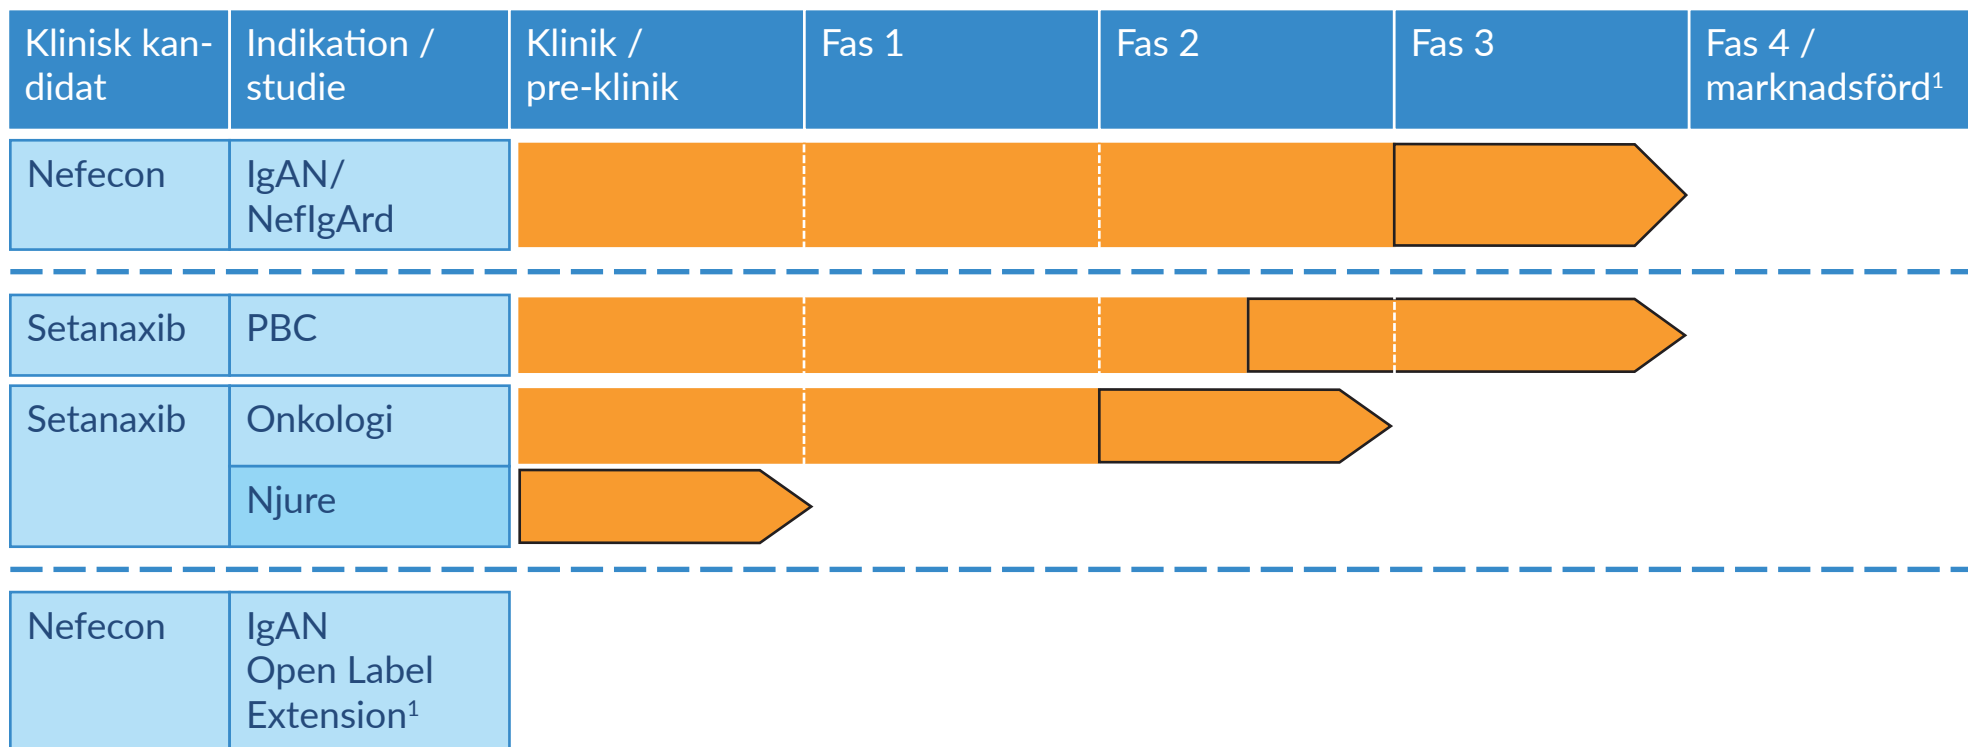 Klinisk kan-
didat
Indikation /
studie
Klinik /
pre-klinik
Fas 1
Fas 2
Fas 3
Fas 4 /
marknadsförd¹
Nefecon
IgAN/
NefIgArd
Setanaxib
PBC
Setanaxib
Onkologi
Njure
Nefecon
IgAN
Open Label
Extension¹